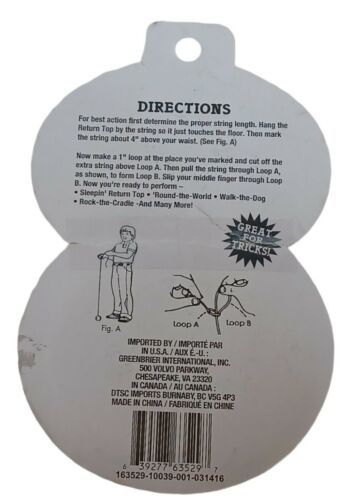 DIRECTIONS
For best action first determine the proper string length. Hang the
Return Top by the string so it just touches the floor. Then mark
the string about 4" above your waist. (See Fig. A)
Now make a 1" loop at the place you've marked and cut off the
extra string above Loop A. Then pull the string through Loop A,
as shown, to form Loop B. Slip your middle finger through Loop
B. Now you're ready to perform –
• Sleepin' Return Top • 'Round-the-World • Walk-the-Dog
• Rock-the-Cradle -And Many More!
GREAT
FOR
TRICKS!
Fig. A
Loop A
Loop B
IMPORTED BY / IMPORTÉ PAR
IN U.S.A. / AUX É.-U. :
GREENBRIER INTERNATIONAL, INC.
500 VOLVO PARKWAY,
CHESAPEAKE, VA 23320
IN CANADA / AU CANADA :
DTSC IMPORTS BURNABY, BC V5G 4P3
MADE IN CHINA / FABRIQUÉ EN CHINE
6 39277 63529 7
163529-10039-001-031416